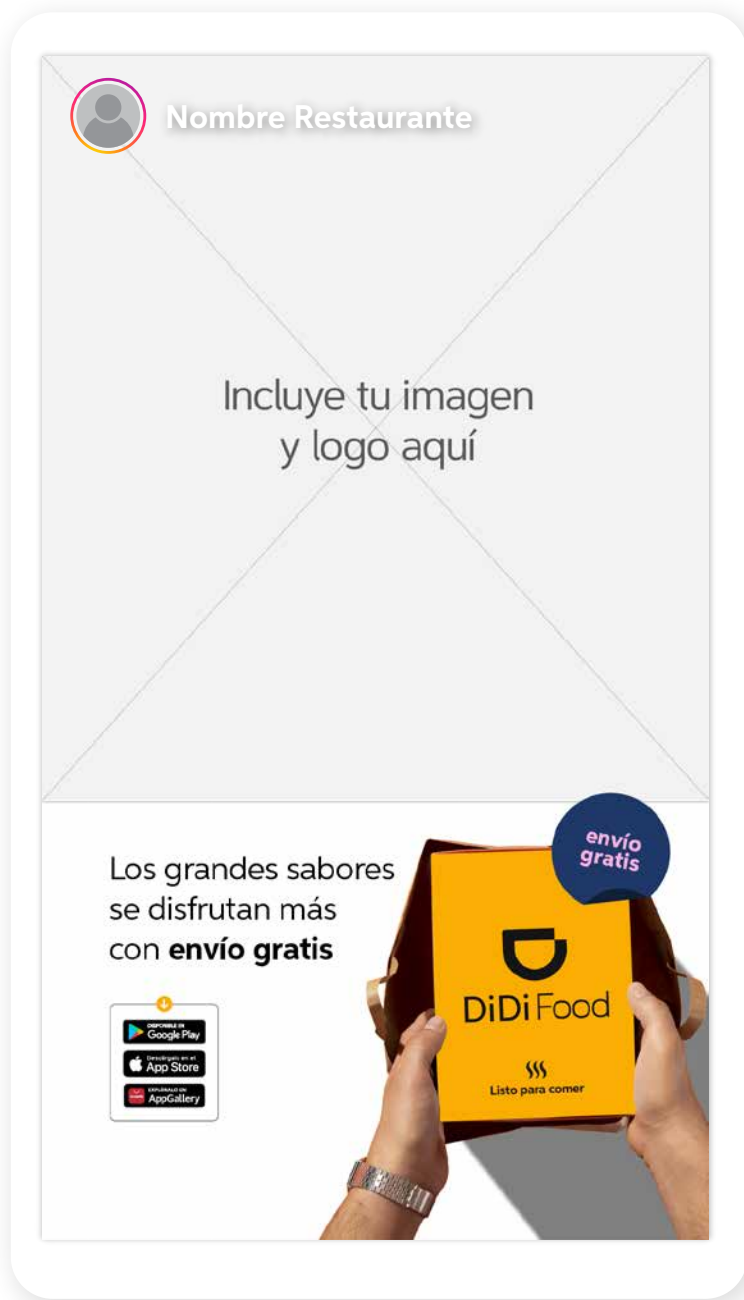 Nombre Restaurante
Incluye tu imagen
y logo aquí
envío
gratis
Los grandes sabores
se disfrutan más
con envío gratis
DISPONIBLE EN
Google Play
Descárgalo en el
App Store
EXPLÓRALO EN
AppGallery
DiDi Food
Listo para comer